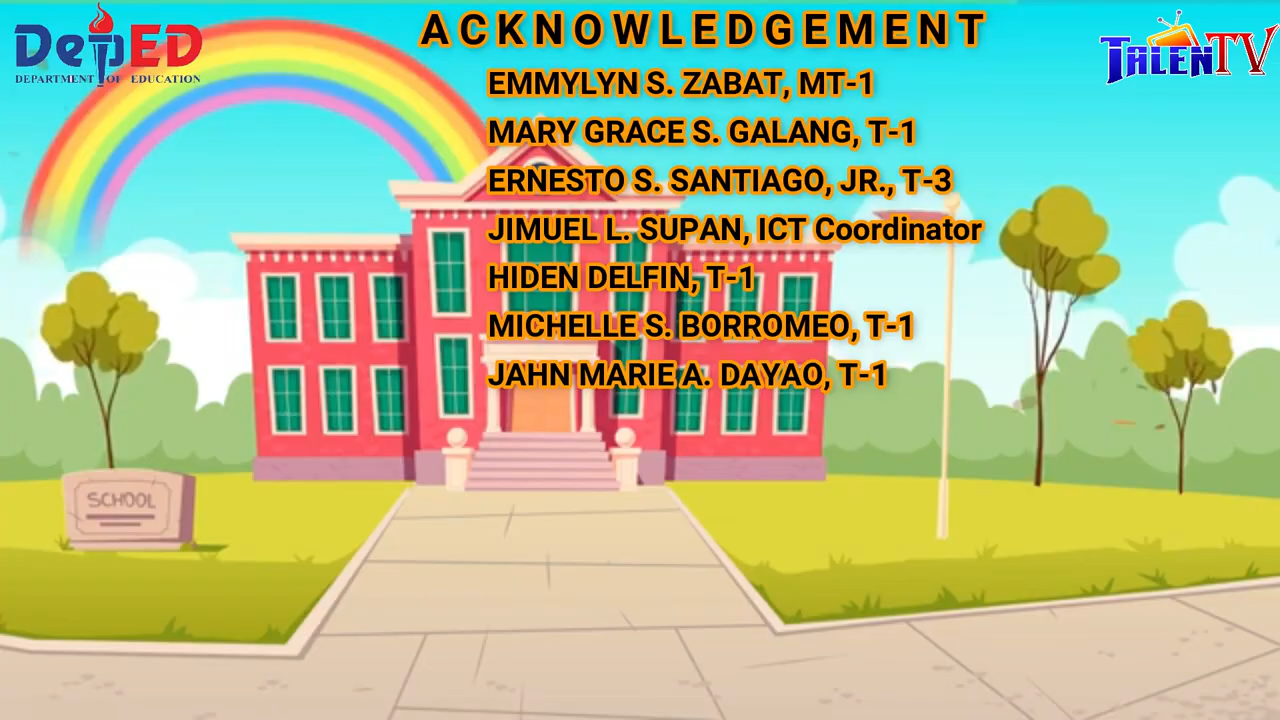 DepED
DEPARTMENT OF EDUCATION
ACKNOWLEDGEMENT
TALENTV
EMMYLYN S. ZABAT, MT-1
MARY GRACE S. GALANG, T-1
ERNESTO S. SANTIAGO, JR., T-3
JIMUEL L. SUPAN, ICT Coordinator
HIDEN DELFIN, T-1
MICHELLE S. BORROMEO, T-1
JAHN MARIE A. DAYAO, T-1
SCHOOL